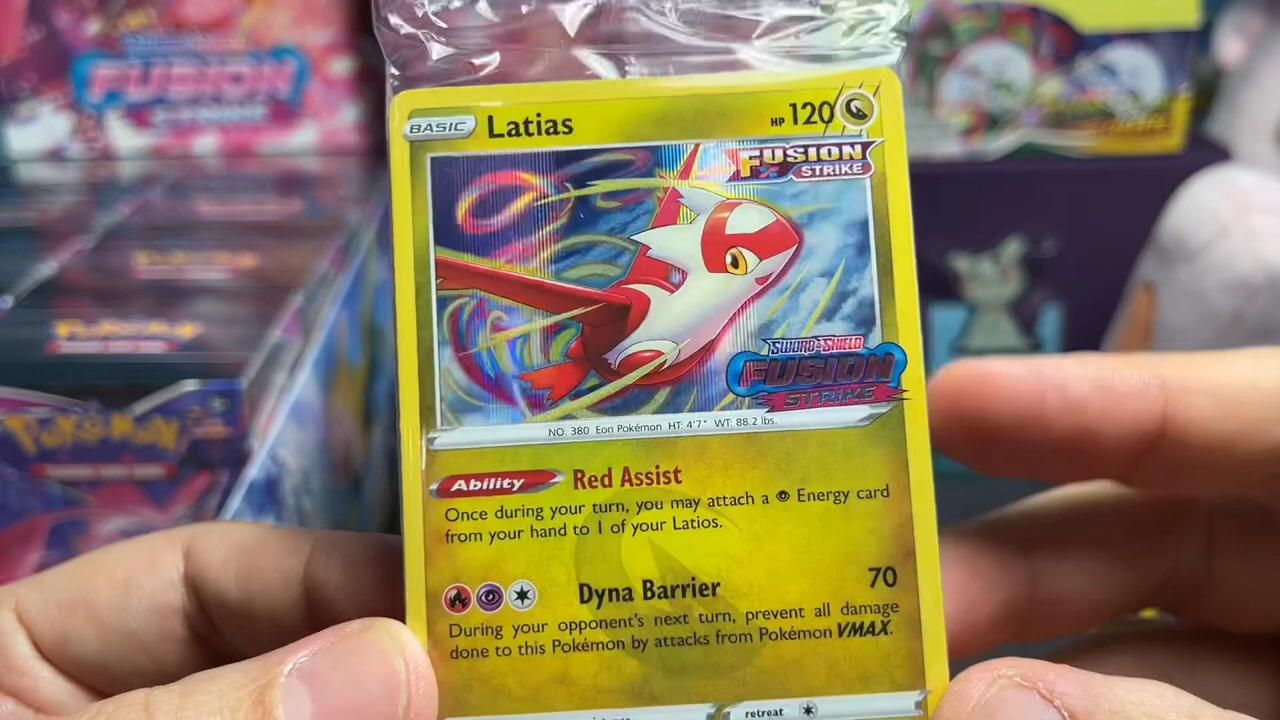 FUSION
STRIKE
BASIC Latias HP 120
FUSION
STRIKE
SWORD & SHIELD
FUSION
STRIKE
NO. 380 Eon Pokémon HT: 4'7" WT: 88.2 lbs.
Ability Red Assist
Once during your turn, you may attach a Energy card
from your hand to 1 of your Latios.
Dyna Barrier 70
During your opponent's next turn, prevent all damage
done to this Pokémon by attacks from Pokémon VMAX.
retreat
POKéMON
POKéMON